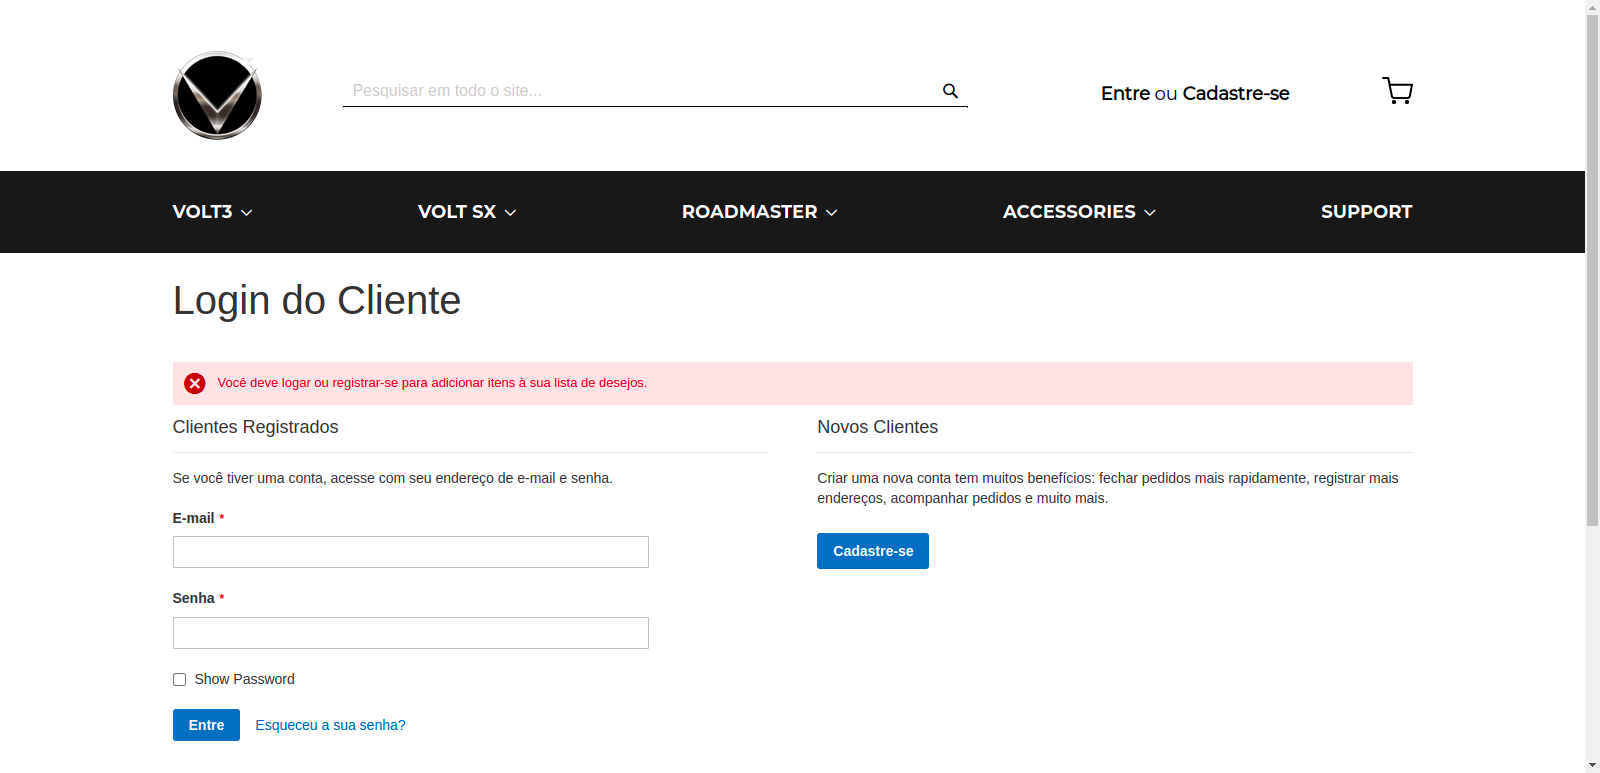 Pesquisar em todo o site...
Entre ou Cadastre-se
VOLT3
VOLT SX
ROADMASTER
ACCESSORIES
SUPPORT
Login do Cliente
Você deve logar ou registrar-se para adicionar itens à sua lista de desejos.
Clientes Registrados
Se você tiver uma conta, acesse com seu endereço de e-mail e senha.
E-mail *
Senha *
Show Password
Entre
Esqueceu a sua senha?
Novos Clientes
Criar uma nova conta tem muitos benefícios: fechar pedidos mais rapidamente, registrar mais
endereços, acompanhar pedidos e muito mais.
Cadastre-se